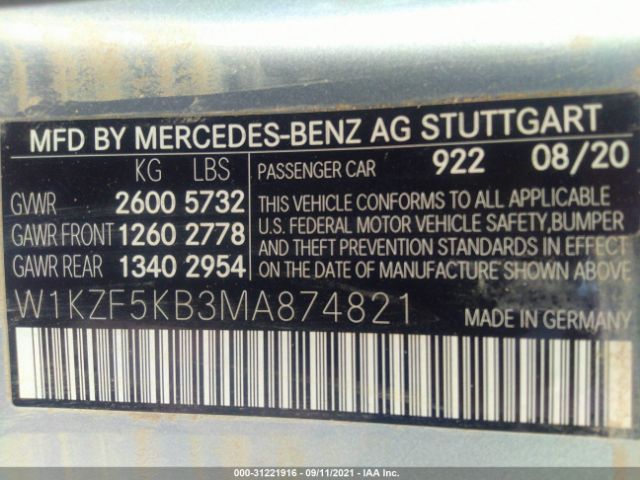 MFD BY MERCEDES-BENZ AG STUTTGART
KG LBS PASSENGER CAR 922 08/20
GVWR 2600 5732 THIS VEHICLE CONFORMS TO ALL APPLICABLE
GAWR FRONT 1260 2778 U.S. FEDERAL MOTOR VEHICLE SAFETY,BUMPER
AND THEFT PREVENTION STANDARDS IN EFFECT
GAWR REAR 1340 2954 ON THE DATE OF MANUFACTURE SHOWN ABOVE
W1KZF5KB3MA874821 MADE IN GERMANY
000-31221916 - 09/11/2021 - IAA Inc.